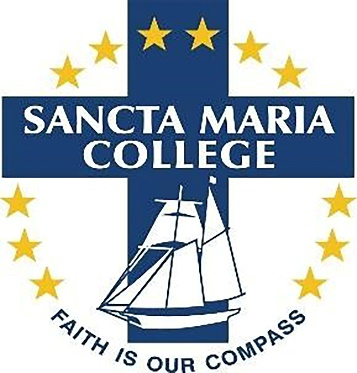 SANCTA MARIA
COLLEGE
FAITH IS OUR COMPASS